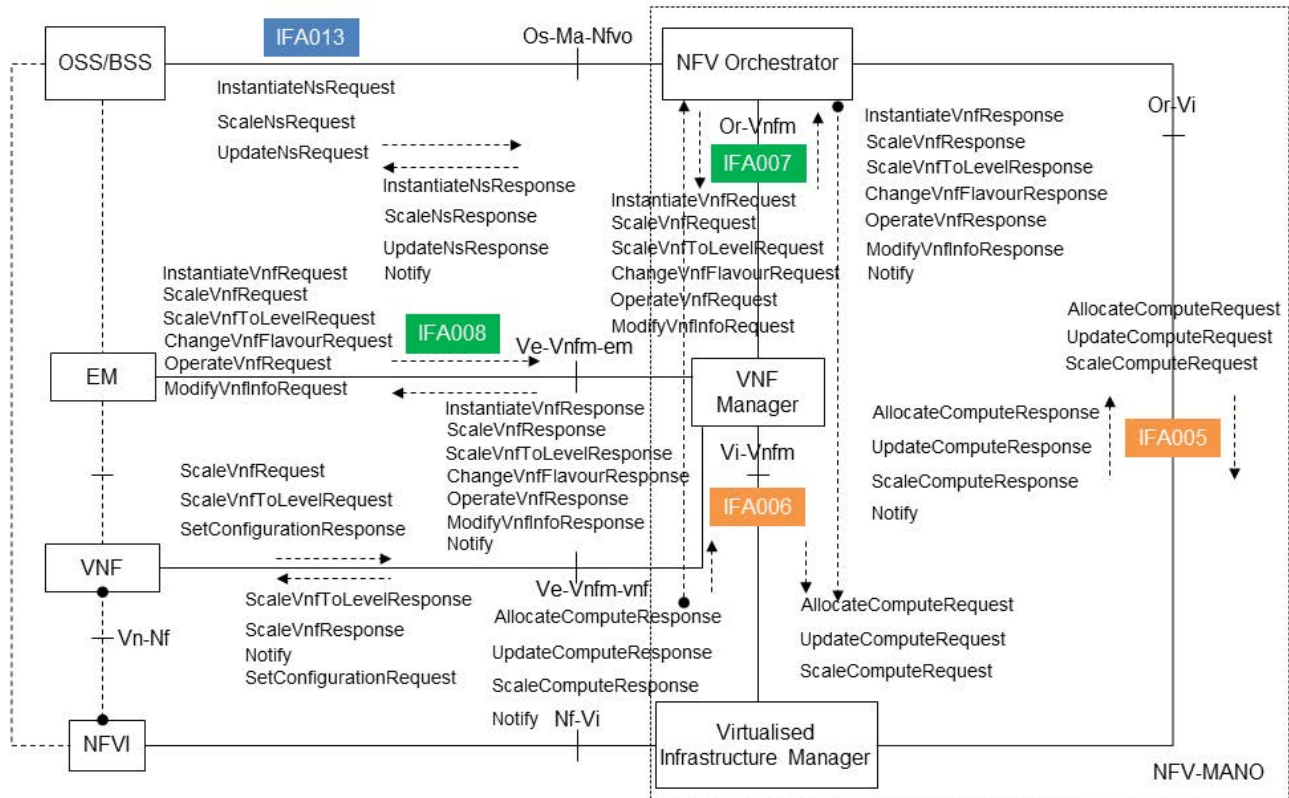 IFA013
Os-Ma-Nfvo
OSS/BSS
NFV Orchestrator
InstantiateNsRequest
ScaleNsRequest
UpdateNsRequest
InstantiateNsResponse
ScaleNsResponse
UpdateNsResponse
Notify
Or-Vnfm
IFA007
InstantiateVnfRequest
ScaleVnfRequest
ScaleVnfToLevelRequest
ChangeVnfFlavourRequest
OperateVnfRequest
ModifyVnfInfoRequest
InstantiateVnfResponse
ScaleVnfResponse
ScaleVnfToLevelResponse
ChangeVnfFlavourResponse
OperateVnfResponse
ModifyVnfInfoResponse
Notify
Or-Vi
InstantiateVnfRequest
ScaleVnfRequest
ScaleVnfToLevelRequest
ChangeVnfFlavourRequest
OperateVnfRequest
ModifyVnfInfoRequest
IFA008
Ve-Vnfm-em
EM
VNF
Manager
InstantiateVnfResponse
ScaleVnfResponse
ScaleVnfToLevelResponse
ChangeVnfFlavourResponse
OperateVnfResponse
ModifyVnfInfoResponse
Notify
AllocateComputeRequest
UpdateComputeRequest
ScaleComputeRequest
AllocateComputeResponse
UpdateComputeResponse
ScaleComputeResponse
Notify
IFA005
Vi-Vnfm
IFA006
ScaleVnfRequest
ScaleVnfToLevelRequest
SetConfigurationResponse
VNF
Ve-Vnfm-vnf
ScaleVnfToLevelResponse
ScaleVnfResponse
Notify
SetConfigurationRequest
Vn-Nf
AllocateComputeResponse
UpdateComputeResponse
ScaleComputeResponse
Notify
AllocateComputeRequest
UpdateComputeRequest
ScaleComputeRequest
Nf-Vi
NFVI
Virtualised
Infrastructure Manager
NFV-MANO